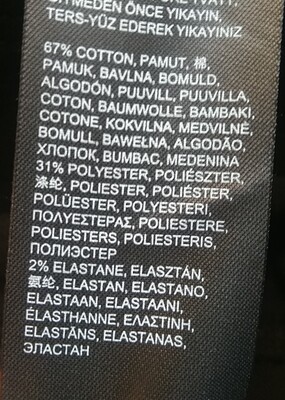 ÖNCE YIKAYIN,
TERS-YÜZ EDEREK YIKAYINIZ
67% COTTON, PAMUT, 棉,
PAMUK, BAVLNA, BOMULD,
ALGODÓN, PUUVILL, PUUVILLA,
COTON, BAUMWOLLE, BAMBAKI,
COTONE, KOKVILNA, MEDVILNĖ,
BOMULL, BAWEŁNA, ALGODÃO,
ХЛОПОК, BUMBAC, MEDENINA
31% POLYESTER, POLIÉSZTER,
涤纶, POLIESTER, POLIÉSTER,
POLÜESTER, POLYESTERI,
ΠΟΛΥΕΣΤΕΡΑΣ, POLIESTERE,
POLIESTERS, POLIESTERIS,
ПОЛИЭСТЕР
2% ELASTANE, ELASZTÁN,
氨纶, ELASTAN, ELASTANO,
ELASTAAN, ELASTAANI,
ÉLASTHANNE, ΕΛΑΣΤΙΝΗ,
ELASTĀNS, ELASTANAS,
ЭЛАСТАН